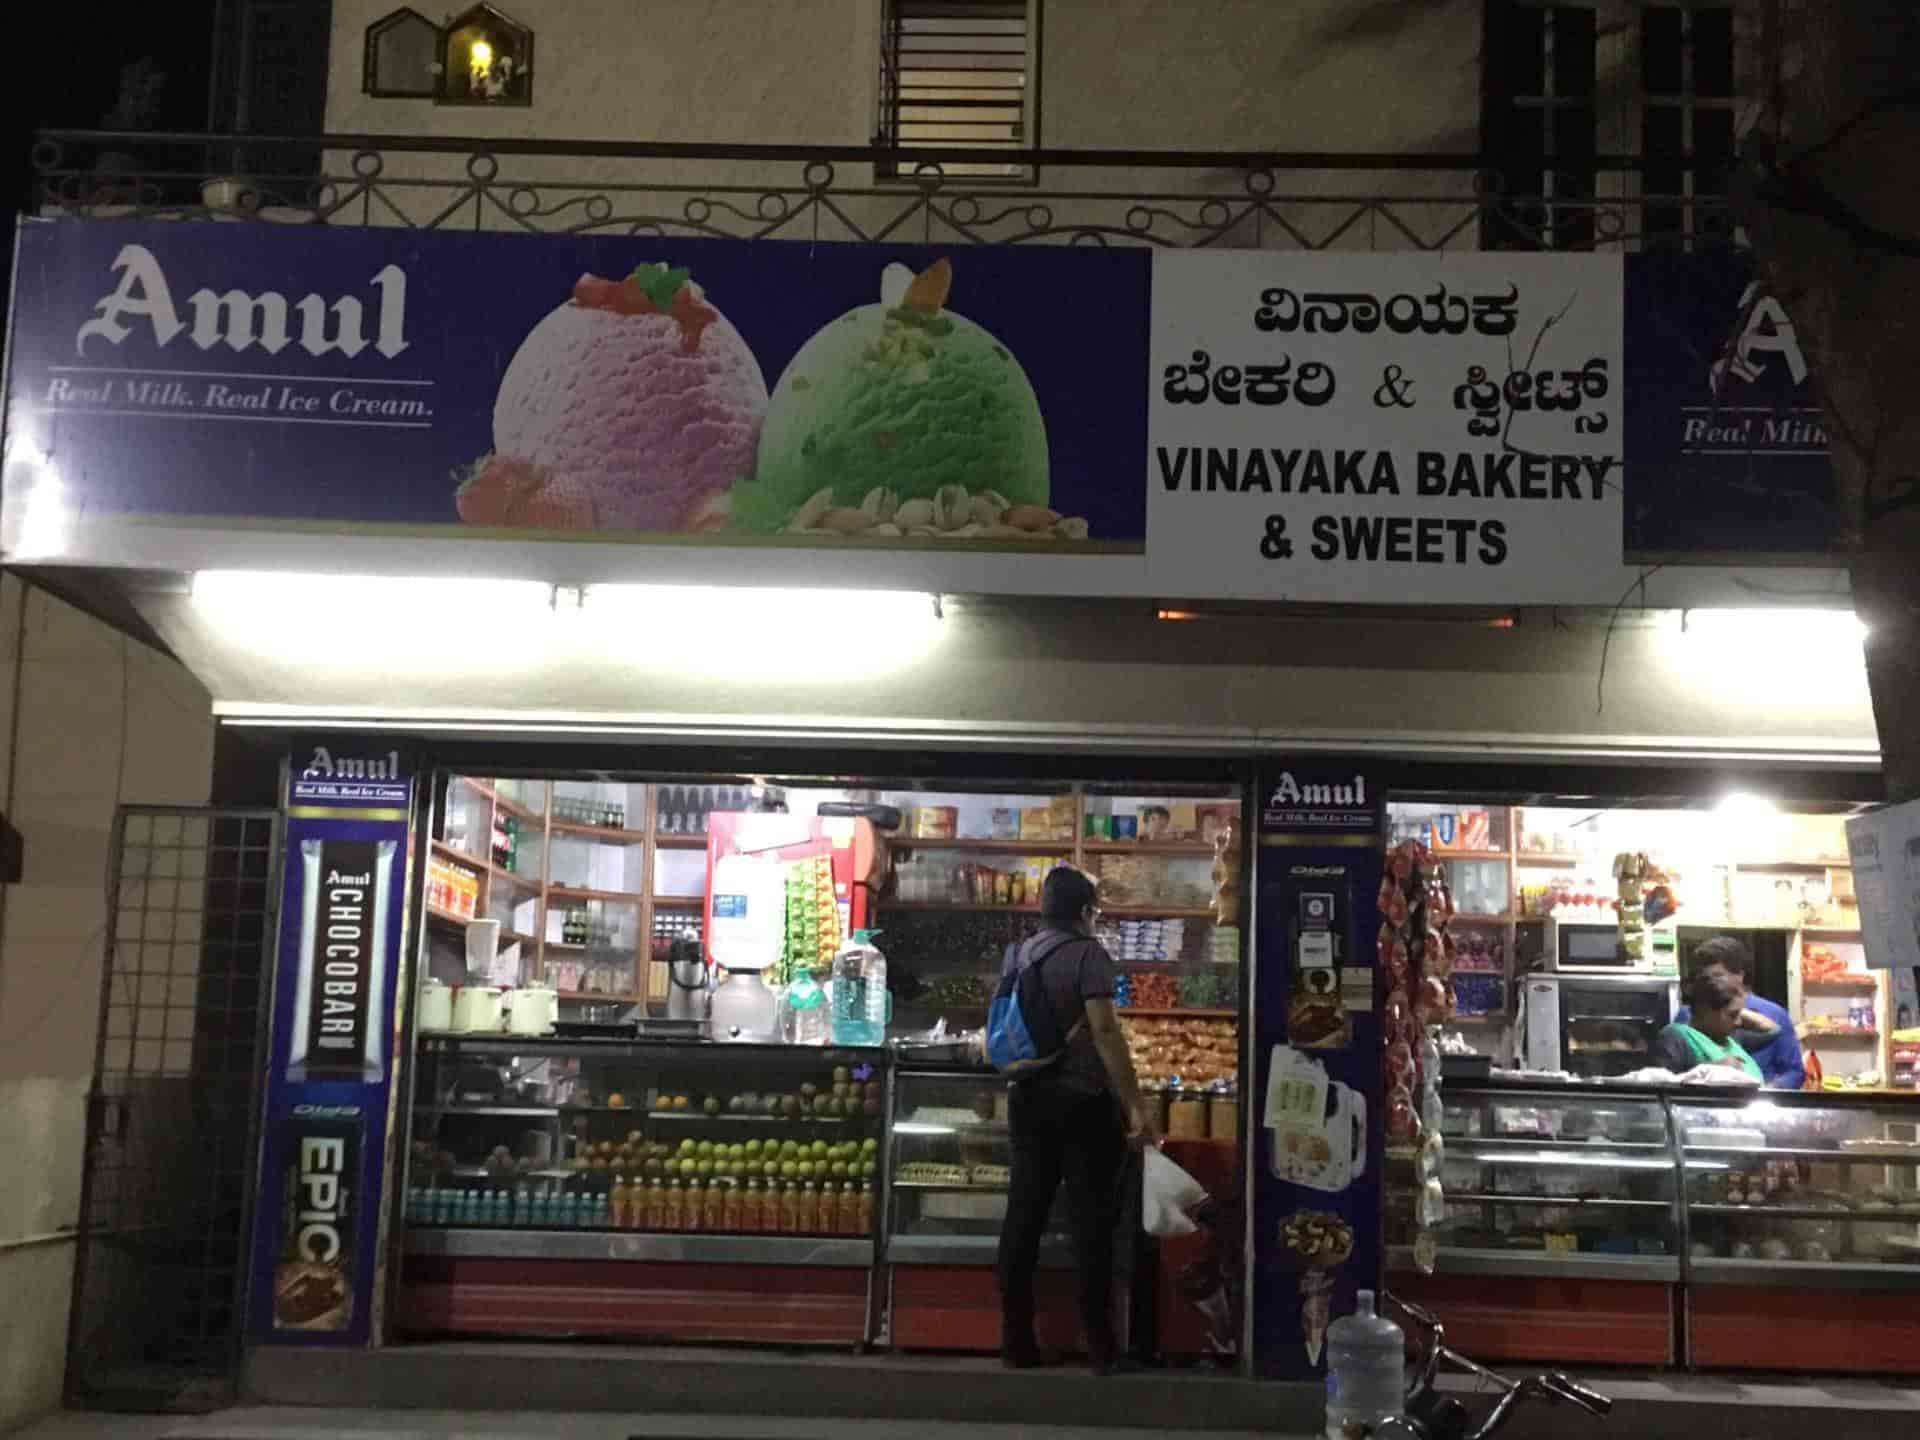 Amul
Real Milk. Real Ice Cream.
ವಿನಾಯಕ
ಬೇಕರಿ & ಸ್ವೀಟ್ಸ್
VINAYAKA BAKERY
& SWEETS
A
Real Milk
Amul
Real Milk. Real Ice Cream.
Amul
CHOCOBAR
EPIC
Amul
Real Milk. Real Ice Cream.